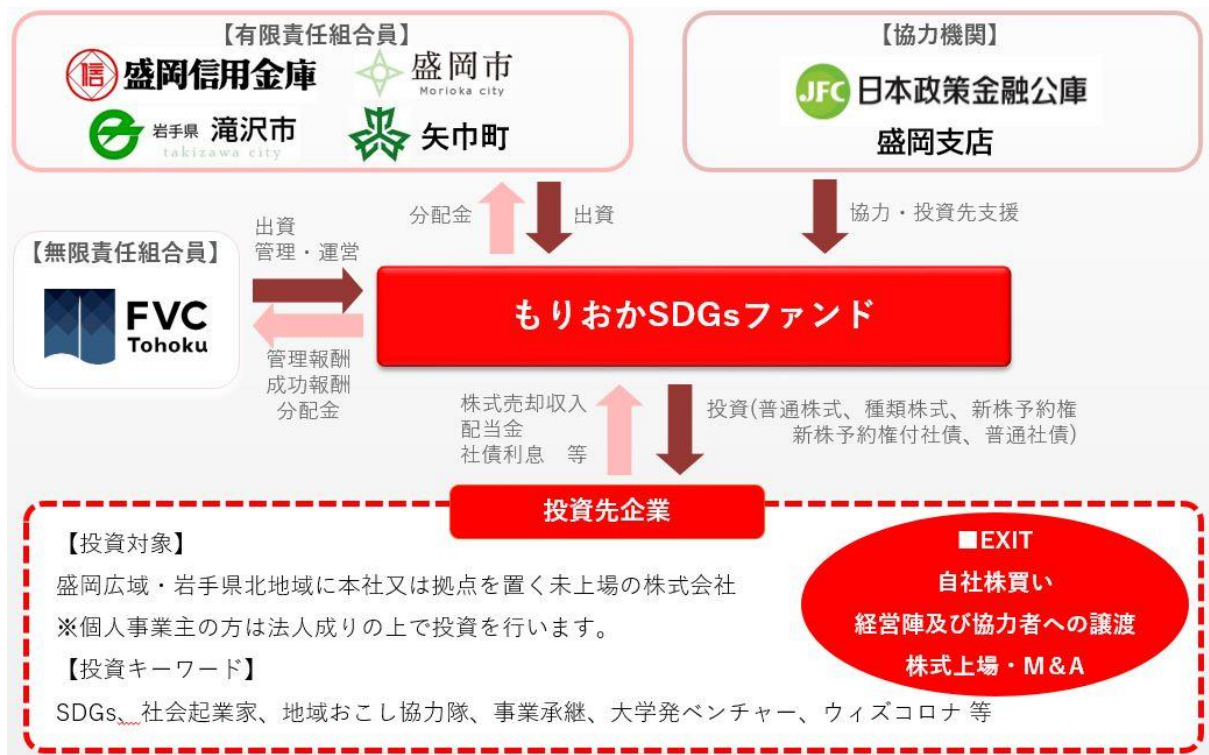 【有限責任組合員】
信 盛岡信用金庫
盛岡市
Morioka city
岩手県 滝沢市
takizawa city
矢巾町
【協力機関】
JFC 日本政策金融公庫
盛岡支店
分配金
出資
協力・投資先支援
【無限責任組合員】
FVC
Tohoku
出資
管理・運営
管理報酬
成功報酬
分配金
もりおかSDGsファンド
株式売却収入
配当金
社債利息 等
投資(普通株式、種類株式、新株予約権
新株予約権付社債、普通社債)
投資先企業
【投資対象】
盛岡広域・岩手県北地域に本社又は拠点を置く未上場の株式会社
※個人事業主の方は法人成りの上で投資を行います。
【投資キーワード】
SDGs、社会起業家、地域おこし協力隊、事業承継、大学発ベンチャー、ウィズコロナ 等
■EXIT
自社株買い
経営陣及び協力者への譲渡
株式上場・M&A